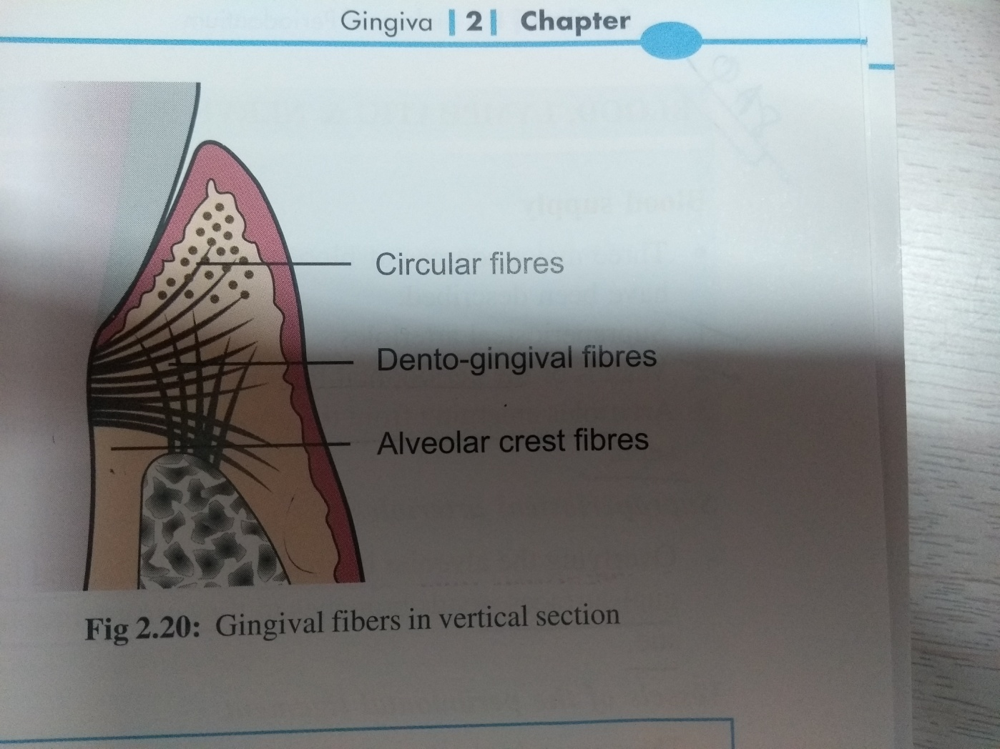 Gingiva | 2 | Chapter
Circular fibres
Dento-gingival fibres
Alveolar crest fibres
Fig 2.20: Gingival fibers in vertical section